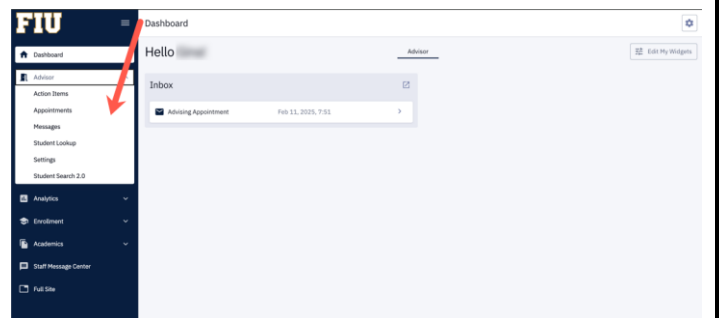 FIU
Dashboard
Dashboard
Advisor
Action Items
Appointments
Messages
Student Lookup
Settings
Student Search 2.0
Analytics
Enrollment
Academics
Staff Message Center
Full Site
Hello
Advisor
Edit My Widgets
Inbox
Advising Appointment Feb 11, 2025, 7:51